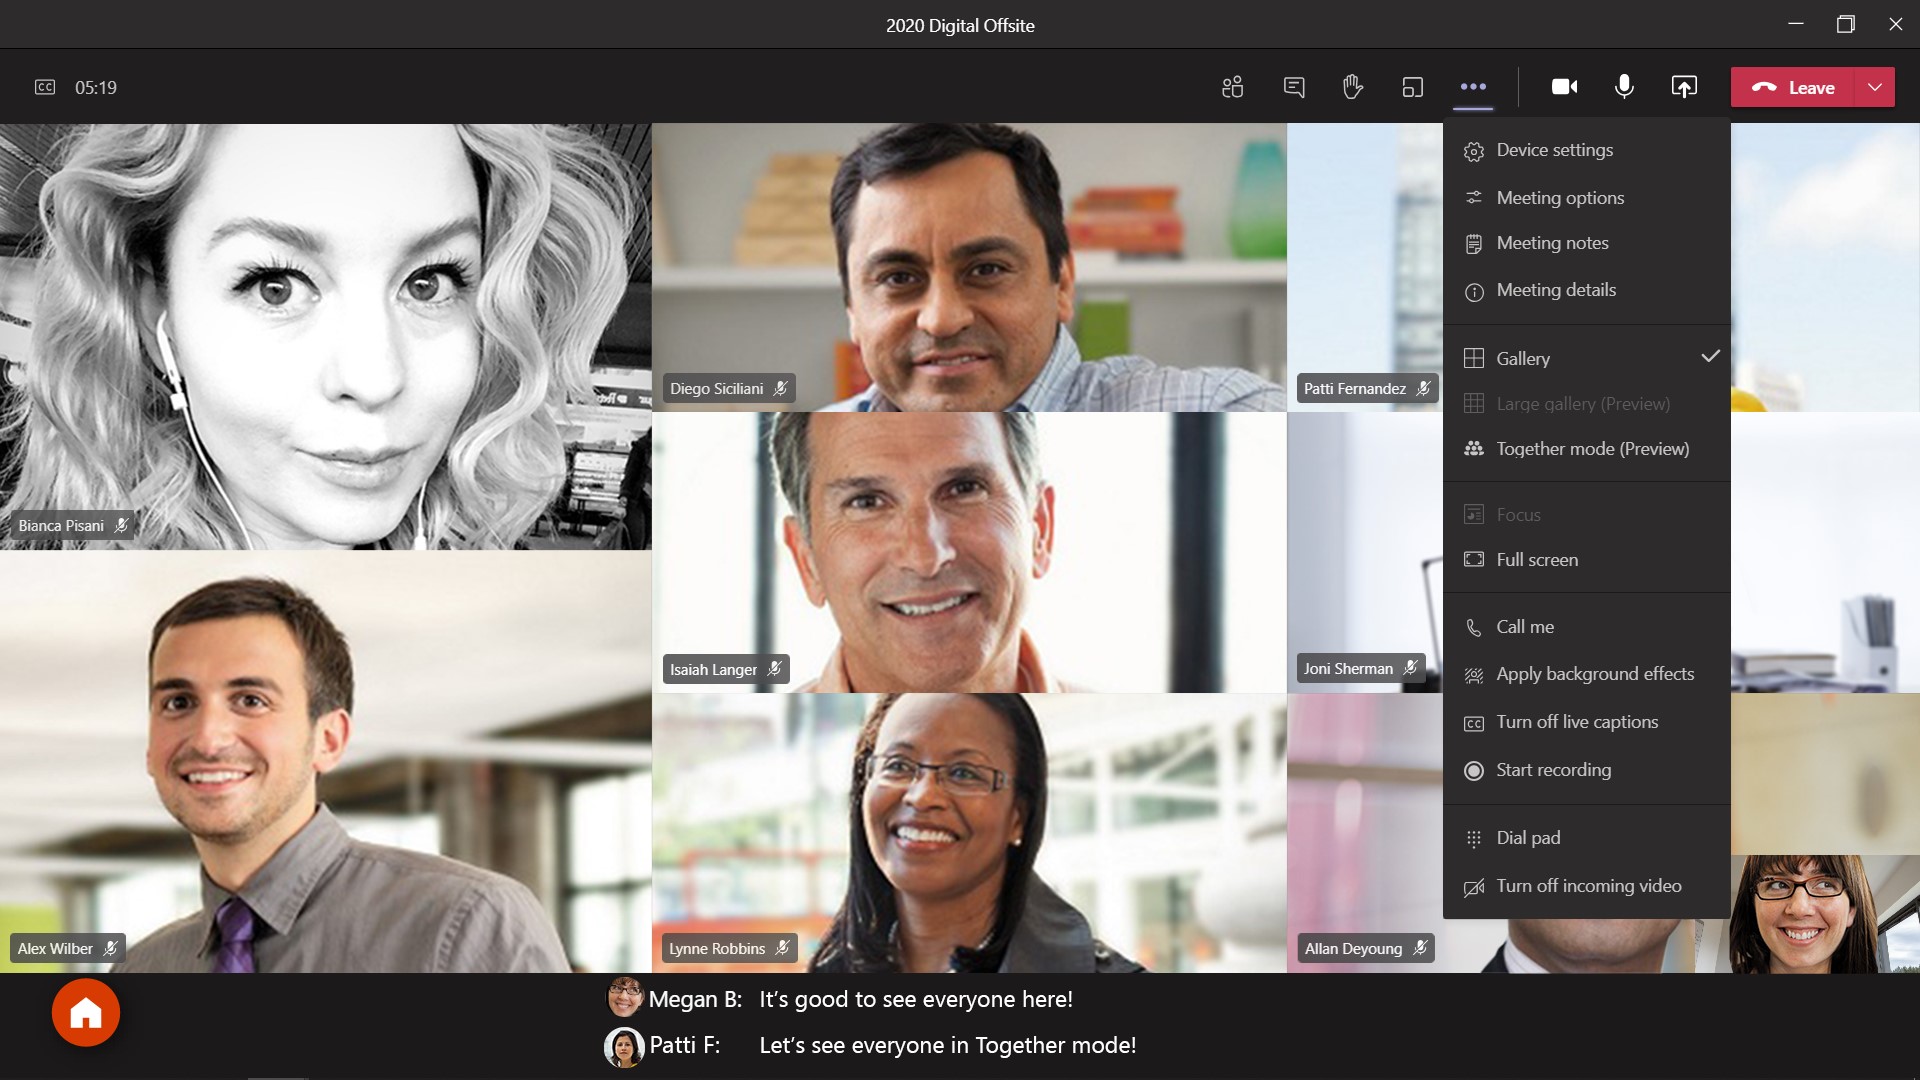 2020 Digital Offsite
CC 05:19
Leave
Device settings
Meeting options
Meeting notes
Meeting details
Gallery
Large gallery (Preview)
Together mode (Preview)
Focus
Full screen
Call me
Apply background effects
CC Turn off live captions
Start recording
Dial pad
Turn off incoming video
Diego Siciliani
Patti Fernandez
Bianca Pisani
Isaiah Langer
Joni Sherman
Alex Wilber
Lynne Robbins
Allan Deyoung
Megan B: It’s good to see everyone here!
Patti F: Let’s see everyone in Together mode!